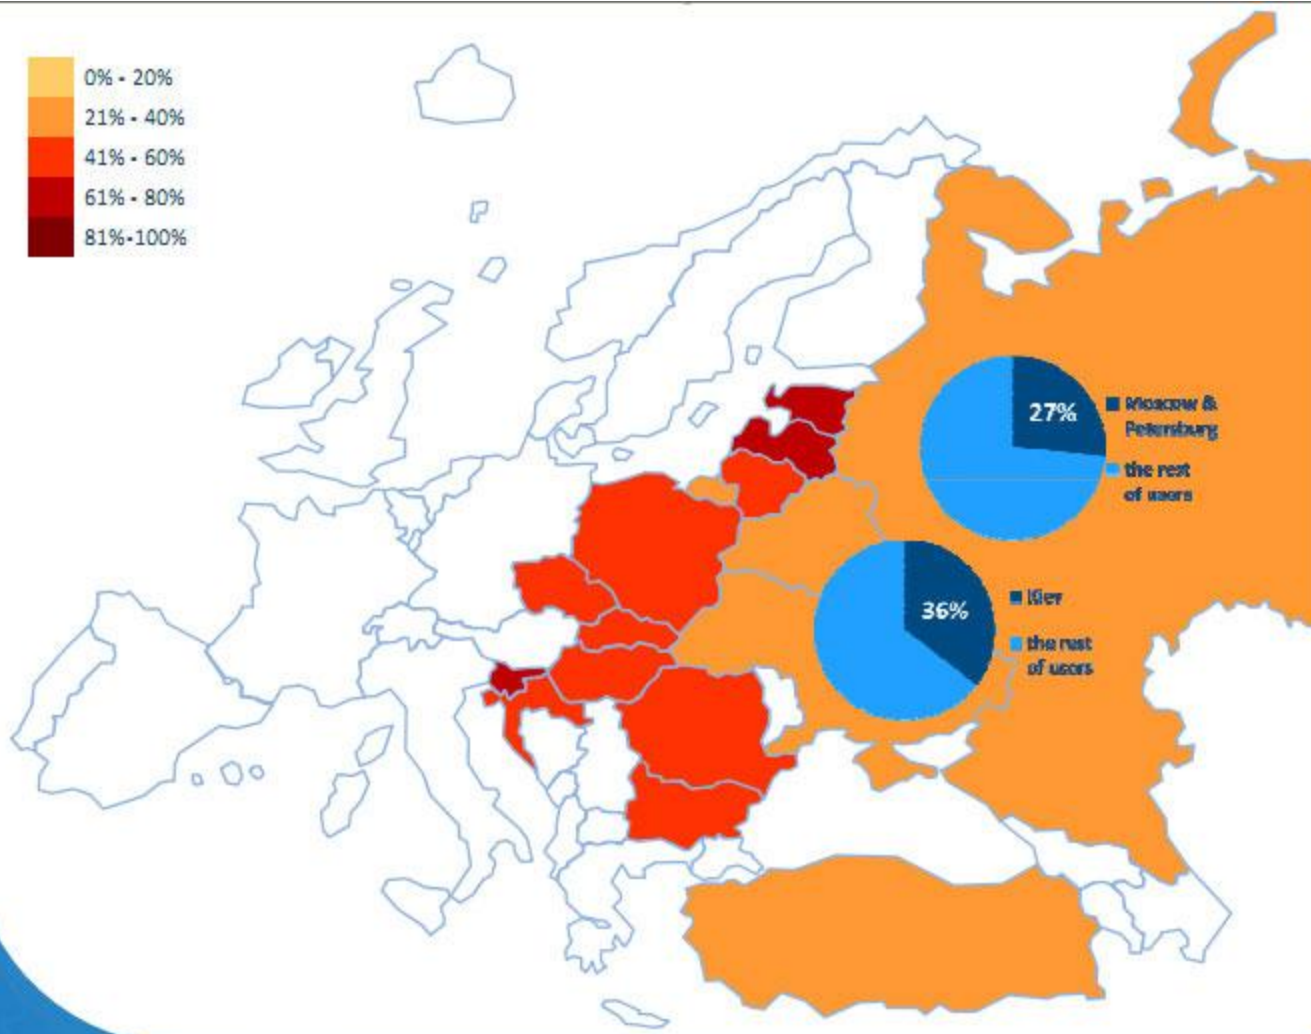 0% - 20%
21% - 40%
41% - 60%
61% - 80%
81%-100%
27%
Moscow &
Petersburg
the rest
of users
36%
Kiev
the rest
of users